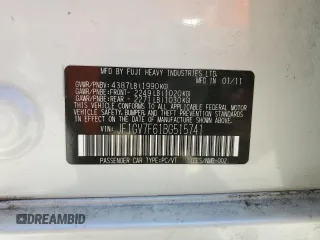 MFD BY FUJI HEAVY INDUSTRIES,LTD. 01/11
GVWR/PNBV: 4387LB(1990KG)
GAWR/PNBE:FRONT- 2249LB(1020KG)
GAWR/PNBE:REAR - 2271LB(1030KG)
THIS VEHICLE CONFORMS TO ALL APPLICABLE FEDERAL MOTOR
VEHICLE SAFETY, BUMPER, AND THEFT PREVENTION STANDARDS
IN EFFECT ON THE DATE OF MANUFACTURE SHOWN ABOVE.
VIN: JF1GV7F61BG515741
PASSENGER CAR:PC/VT
DREAMBID